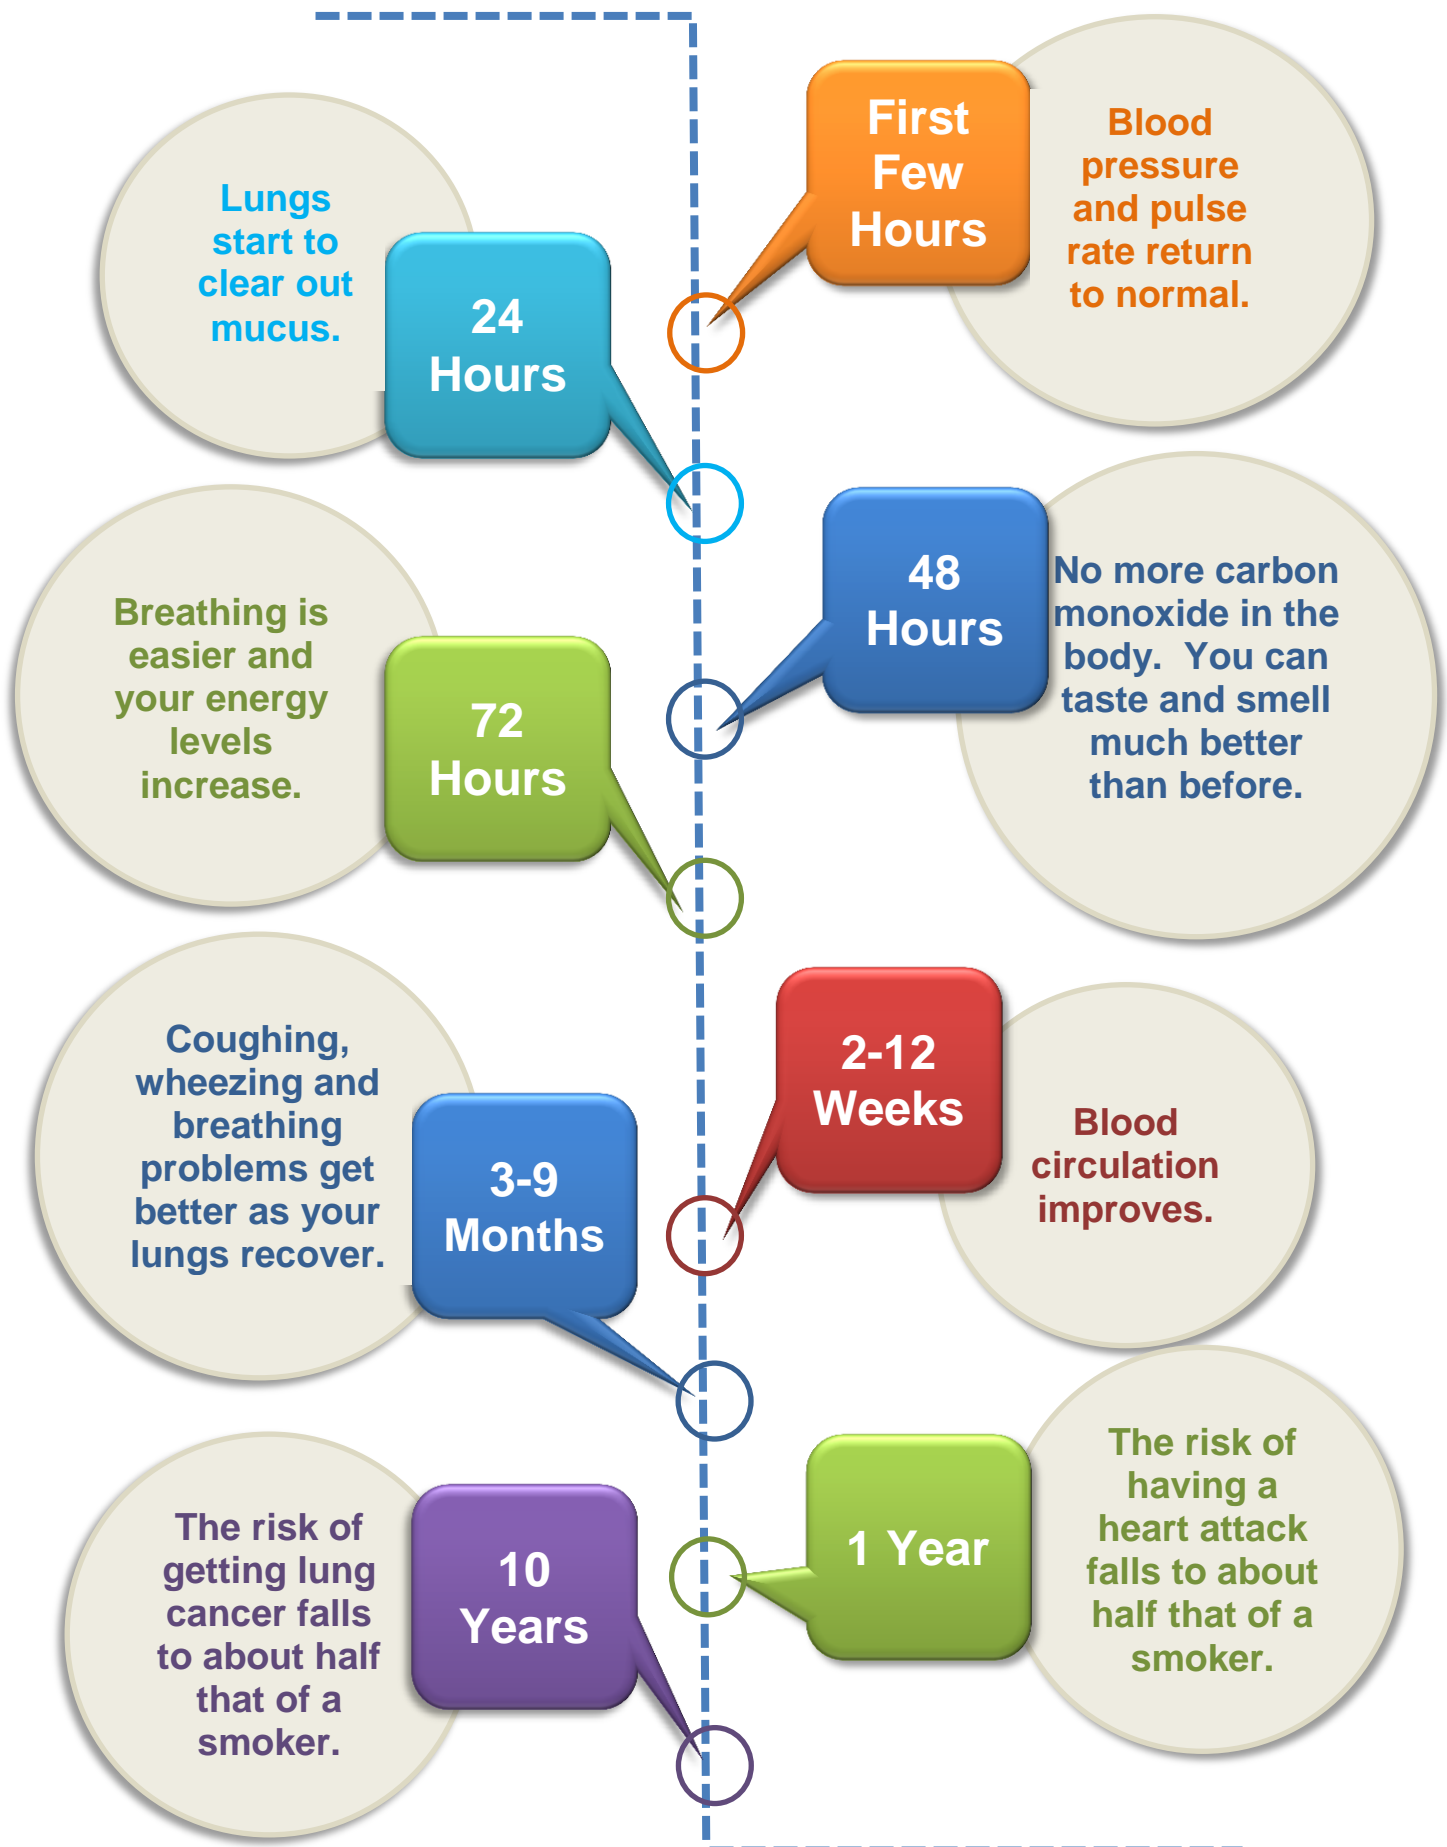 First
Few
Hours
Blood
pressure
and pulse
rate return
to normal.
24
Hours
Lungs
start to
clear out
mucus.
48
Hours
No more carbon
monoxide in the
body.  You can
taste and smell
much better
than before.
72
Hours
Breathing is
easier and
your energy
levels
increase.
2-12
Weeks
Blood
circulation
improves.
3-9
Months
Coughing,
wheezing and
breathing
problems get
better as your
lungs recover.
1 Year
The risk of
having a
heart attack
falls to about
half that of a
smoker.
10
Years
The risk of
getting lung
cancer falls
to about half
that of a
smoker.